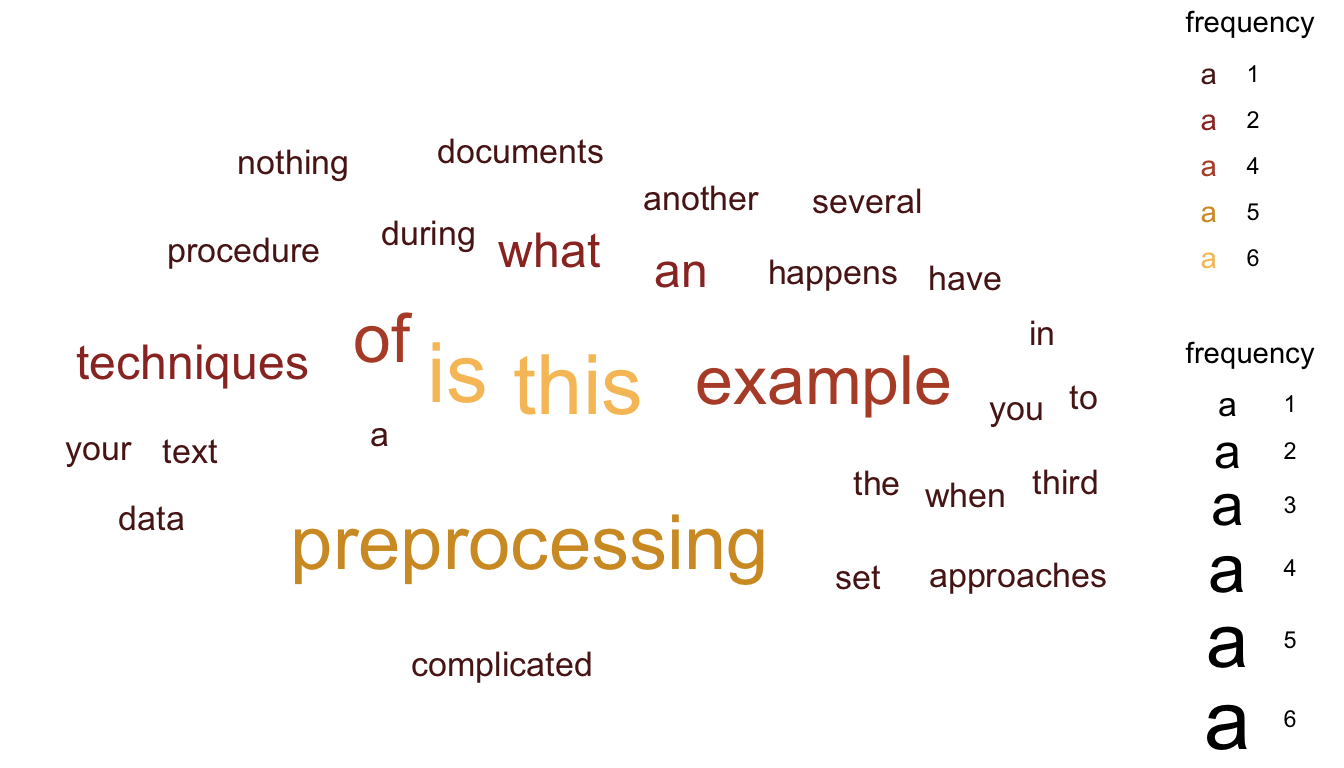 nothing
documents
another
several
procedure
during
what
an
happens
have
techniques
of
is
this
example
in
you
to
your
text
a
the
when
third
data
preprocessing
set
approaches
complicated
frequency
a 1
a 2
a 4
a 5
a 6
frequency
a 1
a 2
a 3
a 4
a 5
a 6